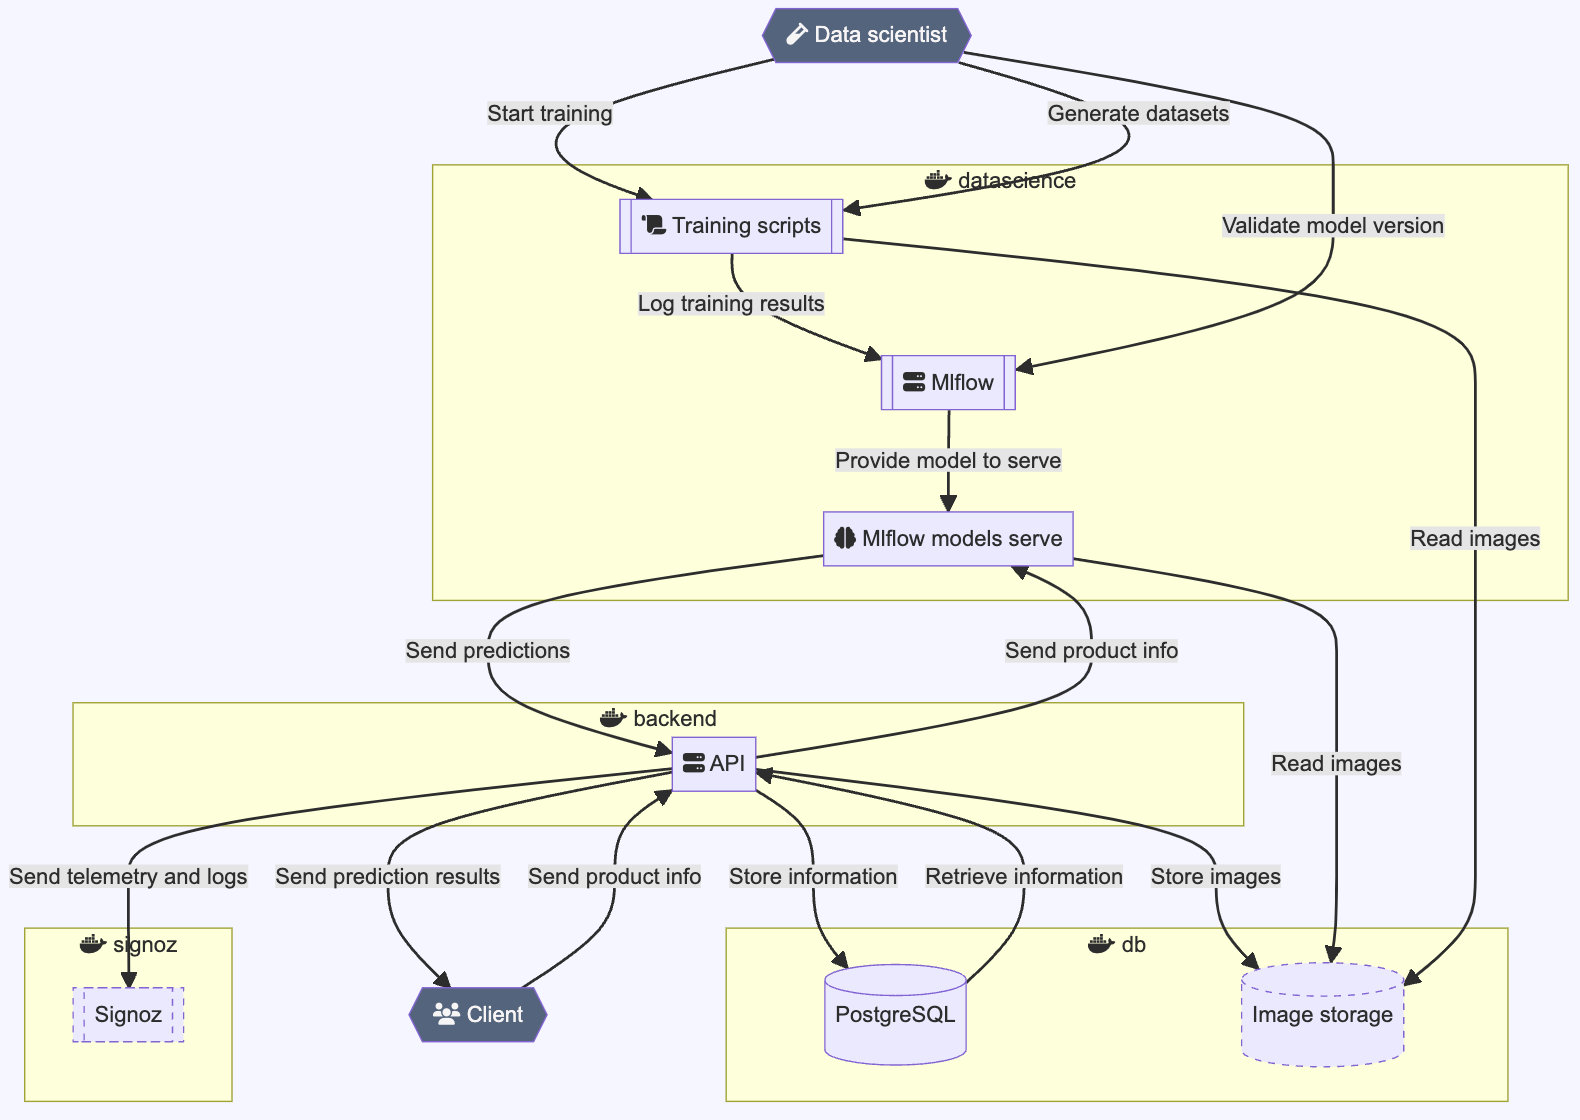 Data scientist
Start training
Generate datasets
datascience
Training scripts
Validate model version
Log training results
Mlflow
Provide model to serve
Mlflow models serve
Read images
Send predictions
Send product info
backend
API
Read images
Send telemetry and logs
Send prediction results
Send product info
Store information
Retrieve information
Store images
signoz
db
Signoz
Client
PostgreSQL
Image storage